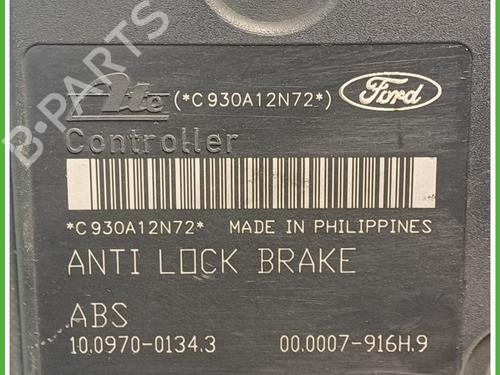 B-PARTS
Ate (*C930A12N72*) Ford
Controller
*C930A12N72* MADE IN PHILIPPINES
ANTI LOCK BRAKE
ABS
10.0970-0134.3 00.0007-916H.9